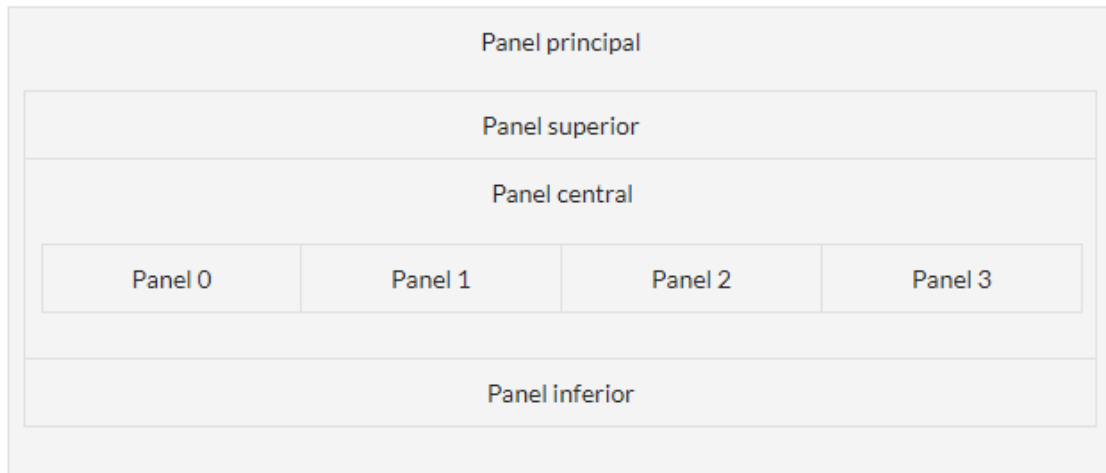 Panel principal
Panel superior
Panel central
Panel 0 Panel 1 Panel 2 Panel 3
Panel inferior